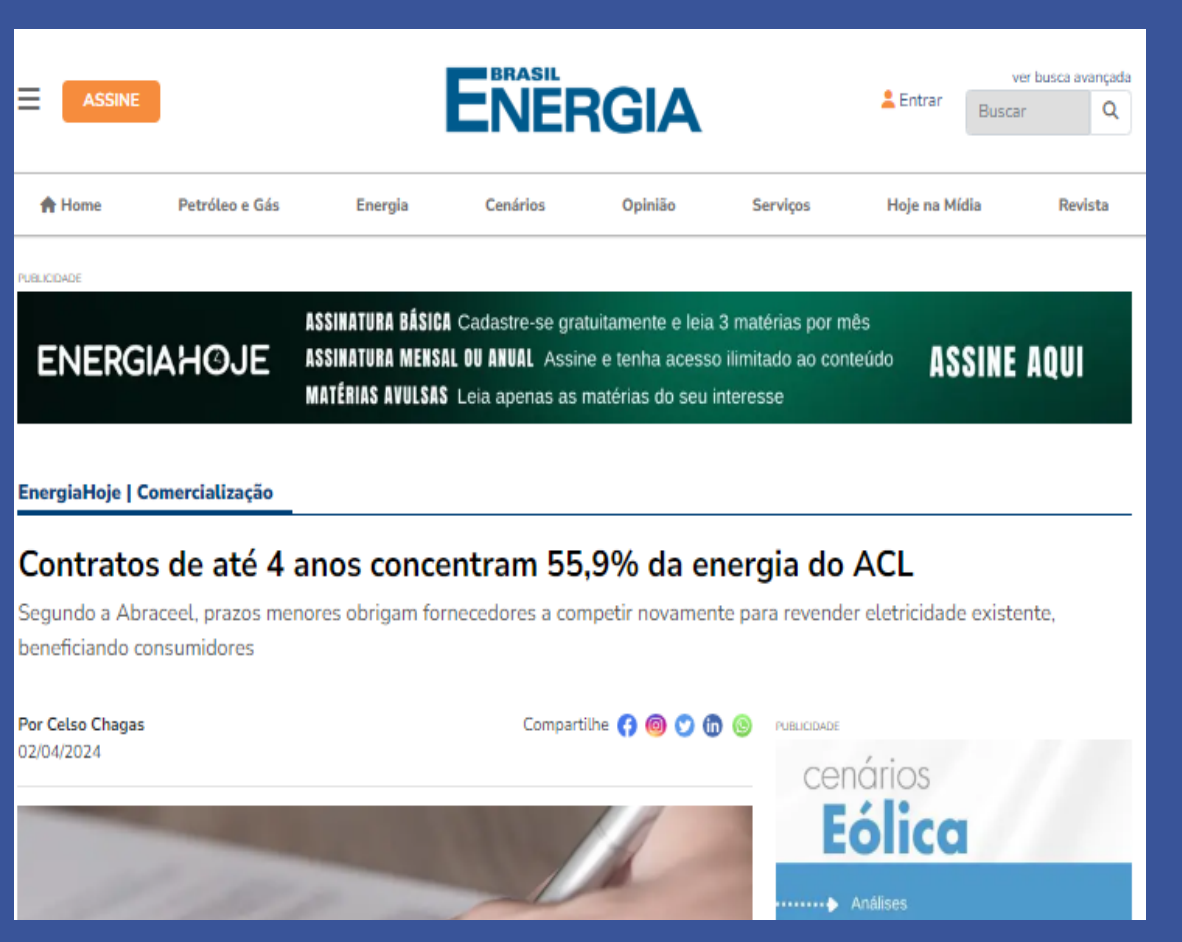 ver busca avançada
ASSINE
BRASIL
ENERGIA
Entrar
Buscar
Home Petróleo e Gás Energia Cenários Opinião Serviços Hoje na Mídia Revista
PUBLICIDADE
ENERGIAHOJE
ASSINATURA BÁSICA Cadastre-se gratuitamente e leia 3 matérias por mês
ASSINATURA MENSAL OU ANUAL Assine e tenha acesso ilimitado ao conteúdo
MATÉRIAS AVULSAS Leia apenas as matérias do seu interesse
ASSINE AQUI
EnergiaHoje | Comercialização
Contratos de até 4 anos concentram 55,9% da energia do ACL
Segundo a Abraceel, prazos menores obrigam fornecedores a competir novamente para revender eletricidade existente,
beneficiando consumidores
Por Celso Chagas
02/04/2024
Compartilhe
PUBLICIDADE
cenários
Eólica
Análises